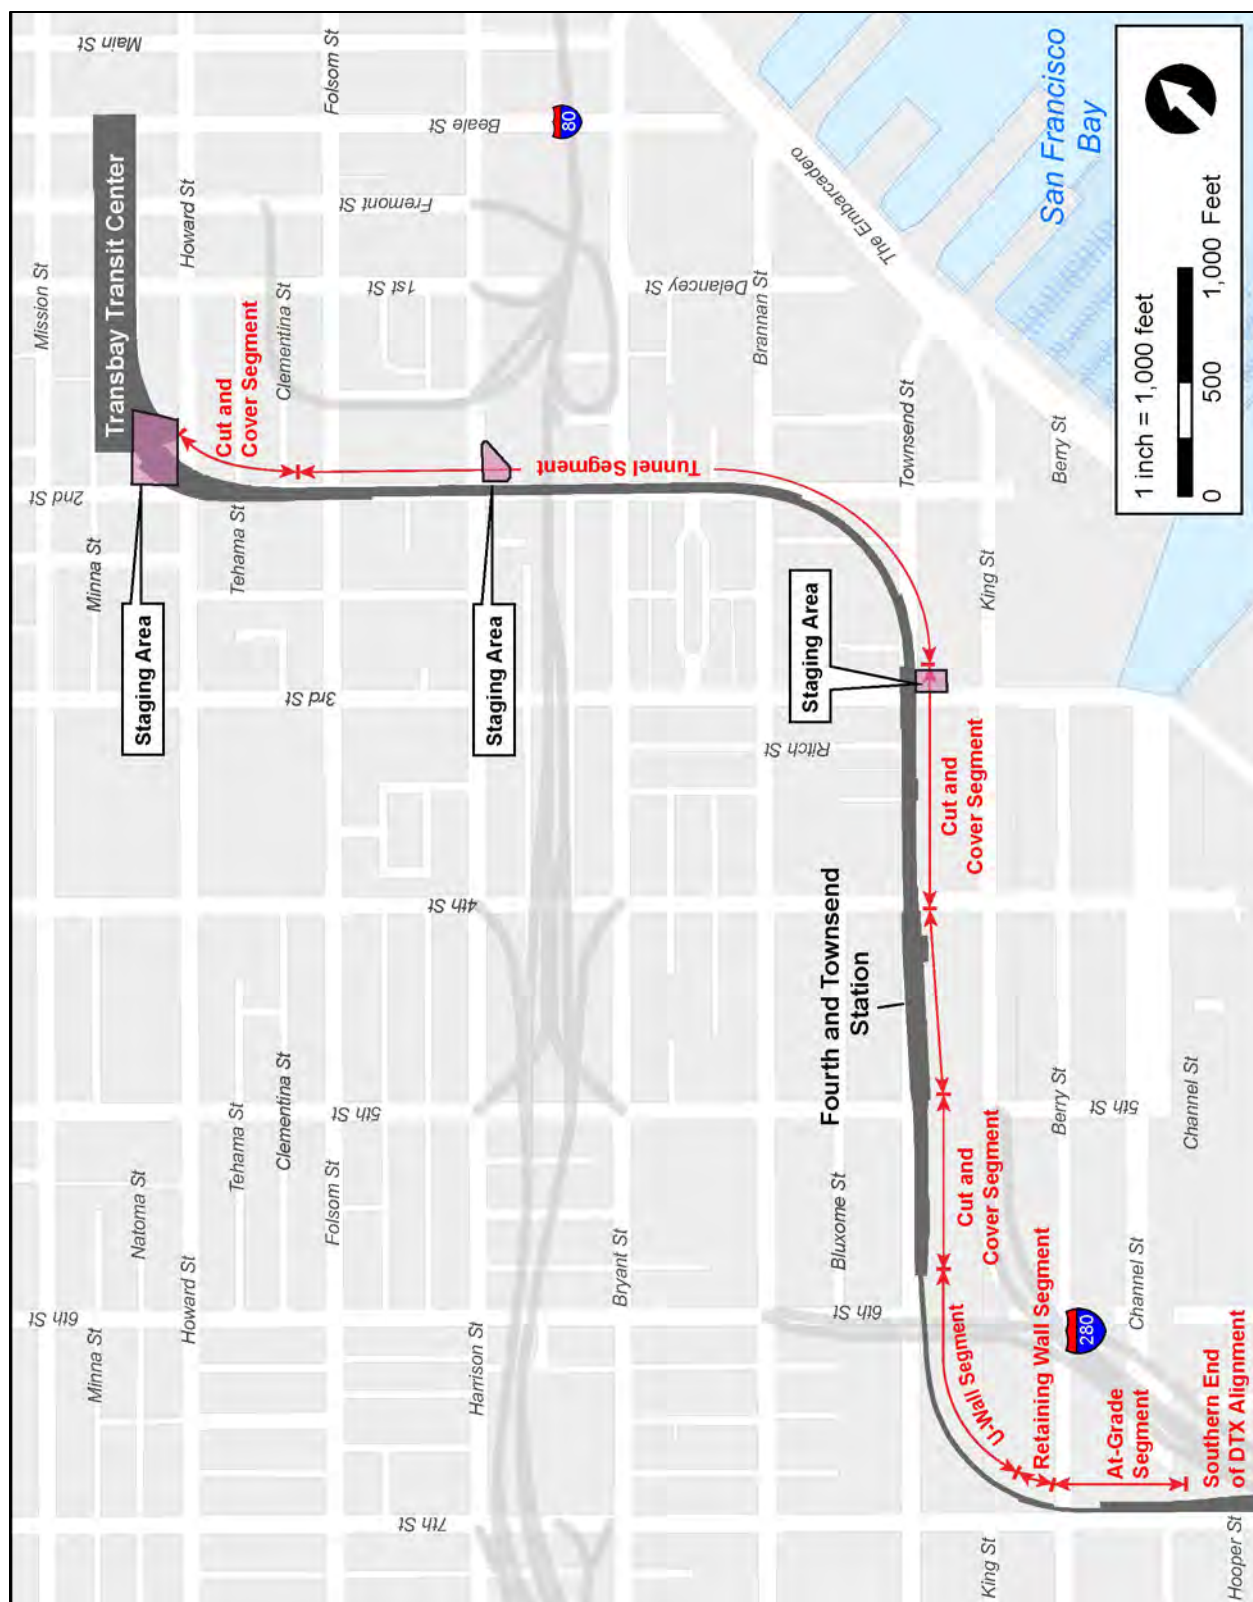 Main St
Folsom St
Beale St
80
Transbay Transit Center
Mission St
Howard St
Fremont St
1st St
Clementina St
Cut and
Cover Segment
Delancey St
Brannan St
The Embarcadero
San Francisco
Bay
1 inch = 1,000 feet
0
500
1,000 Feet
2nd St
Minna St
Tehama St
Tunnel Segment
Townsend St
Berry St
King St
Staging Area
Staging Area
Staging Area
3rd St
Ritch St
Cut and
Cover Segment
4th St
Fourth and Townsend
Station
5th St
Tehama St
Clementina St
Folsom St
Natoma St
Howard St
Minna St
6th St
Harrison St
Bryant St
Bluxome St
6th St
Cut and
Cover Segment
Berry St
5th St
Channel St
Channel St
280
U-Wall Segment
Retaining Wall Segment
At-Grade
Segment
Southern End
of DTX Alignment
7th St
King St
Hooper St